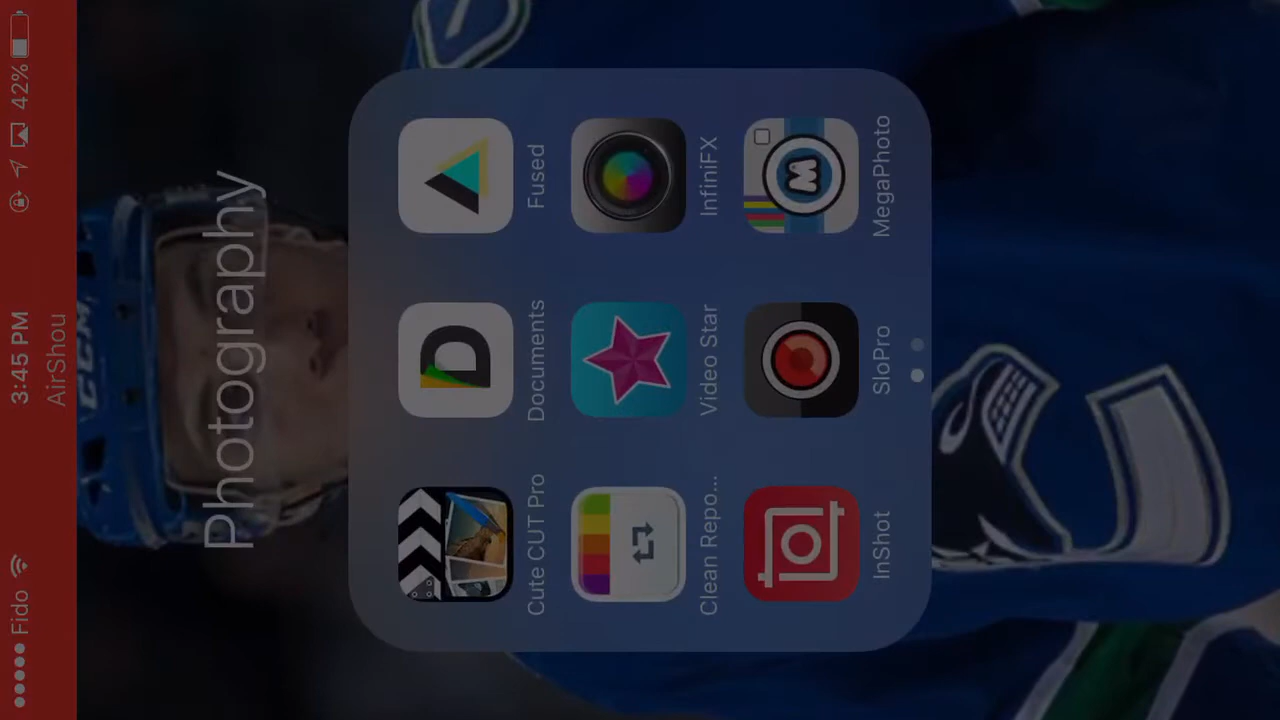 Fido 3:45 PM 42%
AirShou
CCM
Photography
Cute CUT Pro Documents Fused
Clean Repo... Video Star InfiniFX
InShot SloPro MegaPhoto